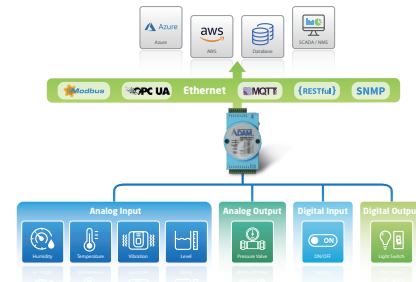 Azure
Azure
aws
AWS
Database
SCADA / NMS
Modbus
OPC UA
Ethernet
MQTT
{RESTful}
SNMP
ADAM
Analog Input
Analog Output
Digital Input
Digital Output
Humidity
Temperature
Vibration
Level
Pressure Valve
ON
ON/OFF
Light Switch